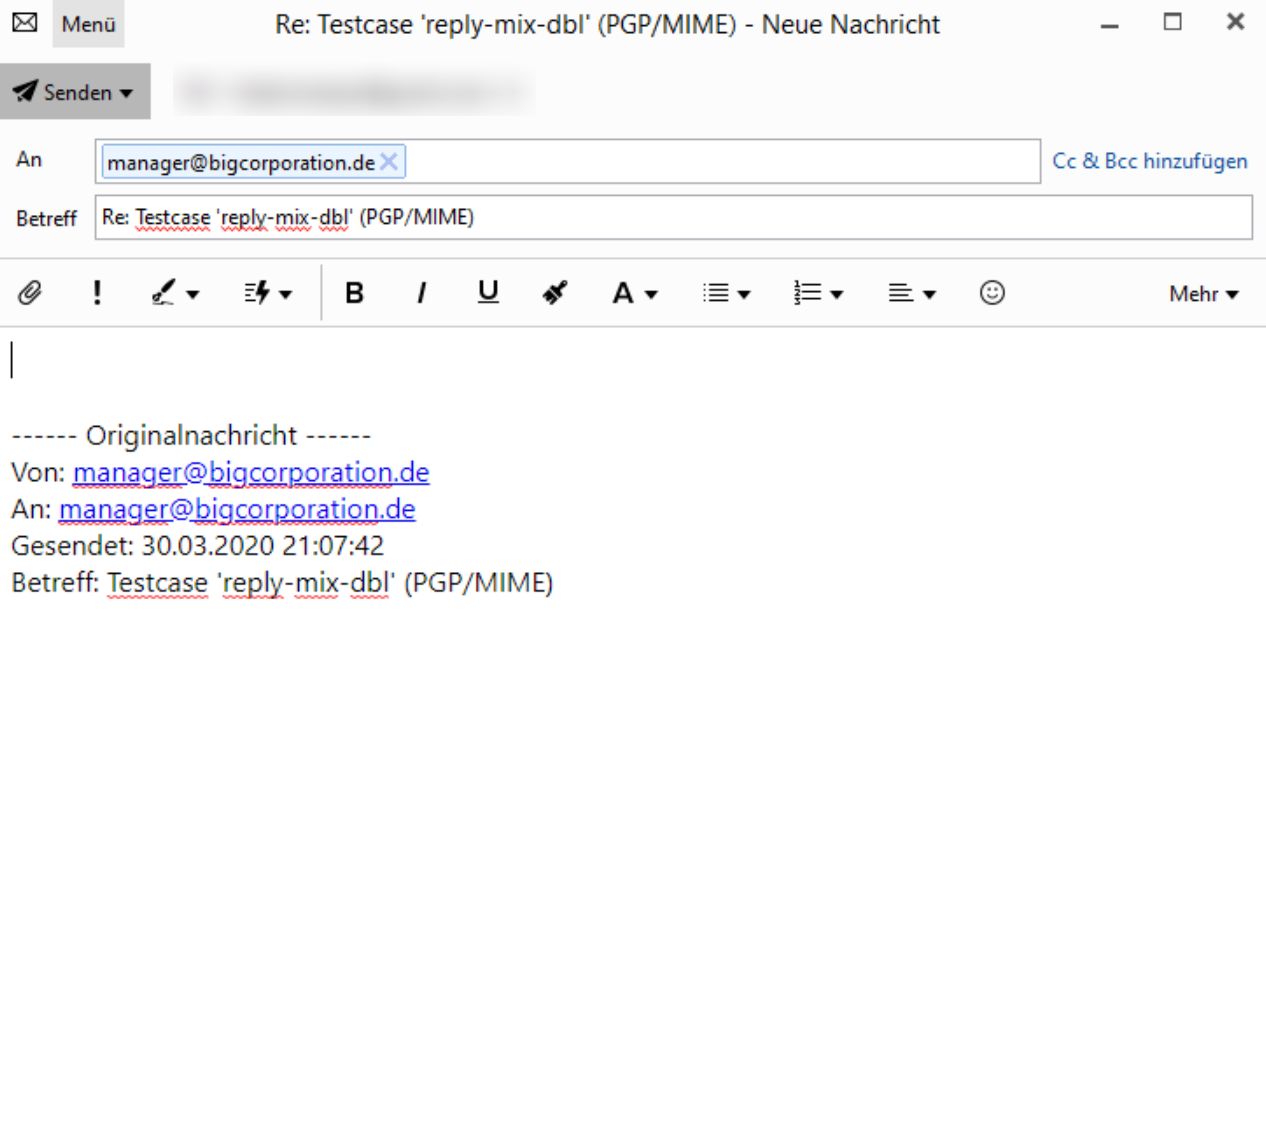 Menü
Re: Testcase 'reply-mix-dbl' (PGP/MIME) - Neue Nachricht
Senden
An
manager@bigcorporation.de
Cc & Bcc hinzufügen
Betreff
Re: Testcase 'reply-mix-dbl' (PGP/MIME)
B I U A Mehr
------ Originalnachricht ------
Von: manager@bigcorporation.de
An: manager@bigcorporation.de
Gesendet: 30.03.2020 21:07:42
Betreff: Testcase 'reply-mix-dbl' (PGP/MIME)